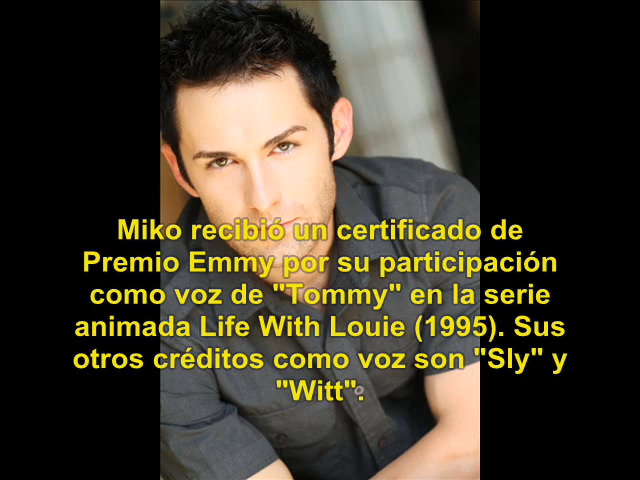 Miko recibió un certificado de
Premio Emmy por su participación
como voz de "Tommy" en la serie
animada Life With Louie (1995). Sus
otros créditos como voz son "Sly" y
"Witt".